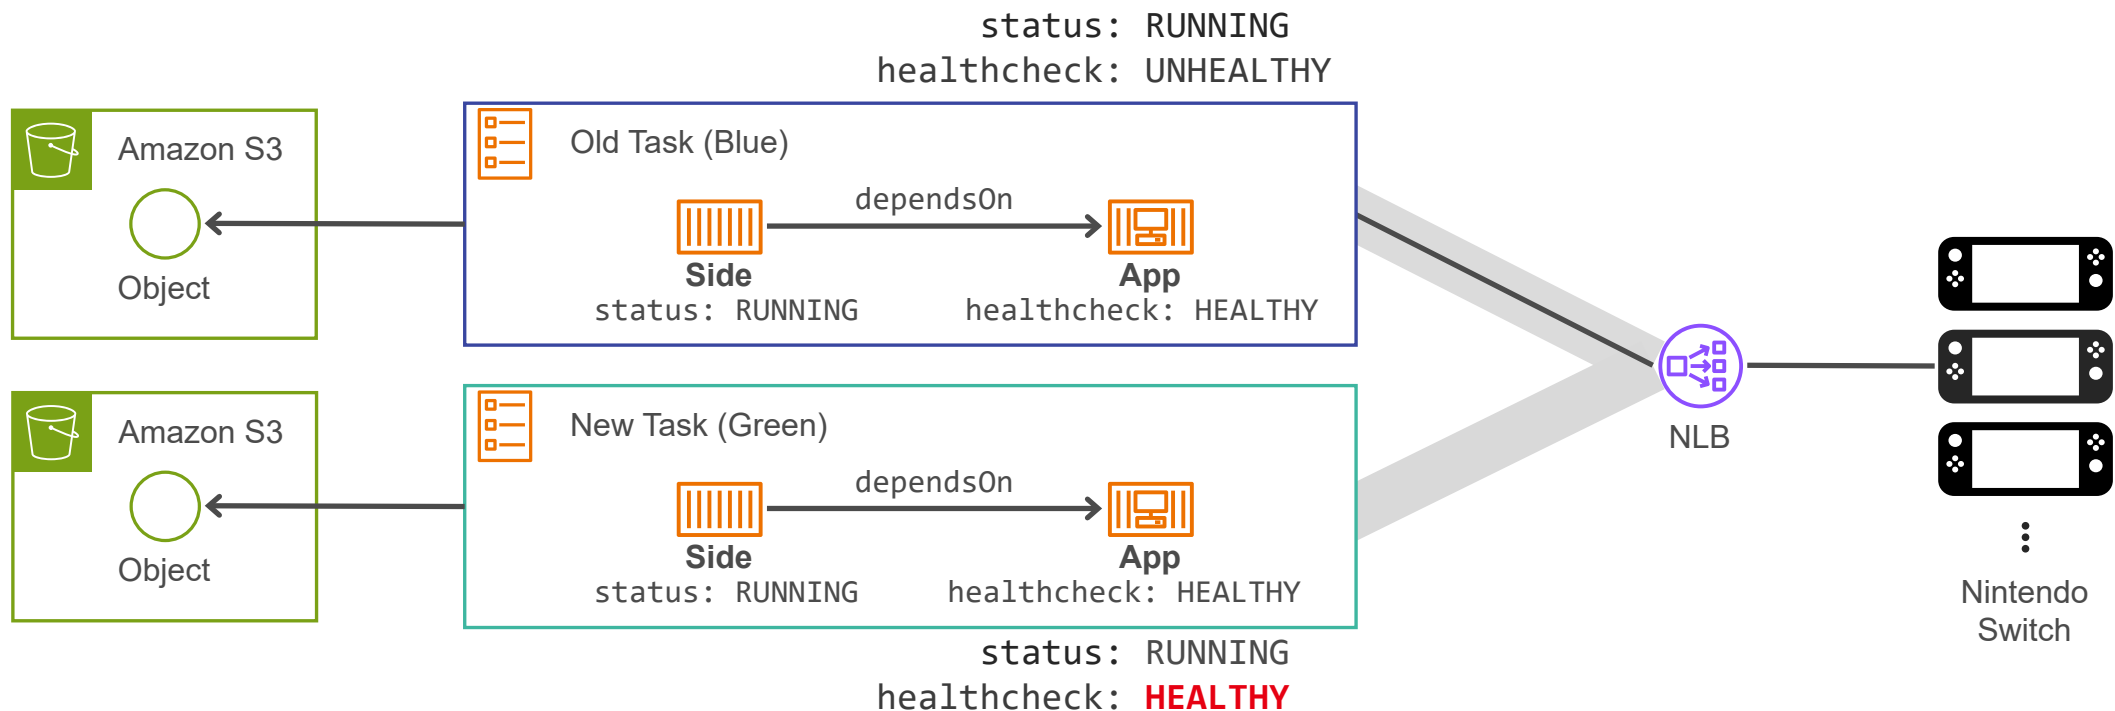 status: RUNNING
healthcheck: UNHEALTHY
Amazon S3
Object
Old Task (Blue)
dependsOn
Side
status: RUNNING
App
healthcheck: HEALTHY
Amazon S3
Object
New Task (Green)
dependsOn
Side
status: RUNNING
App
healthcheck: HEALTHY
status: RUNNING
healthcheck: HEALTHY
NLB
Nintendo
Switch